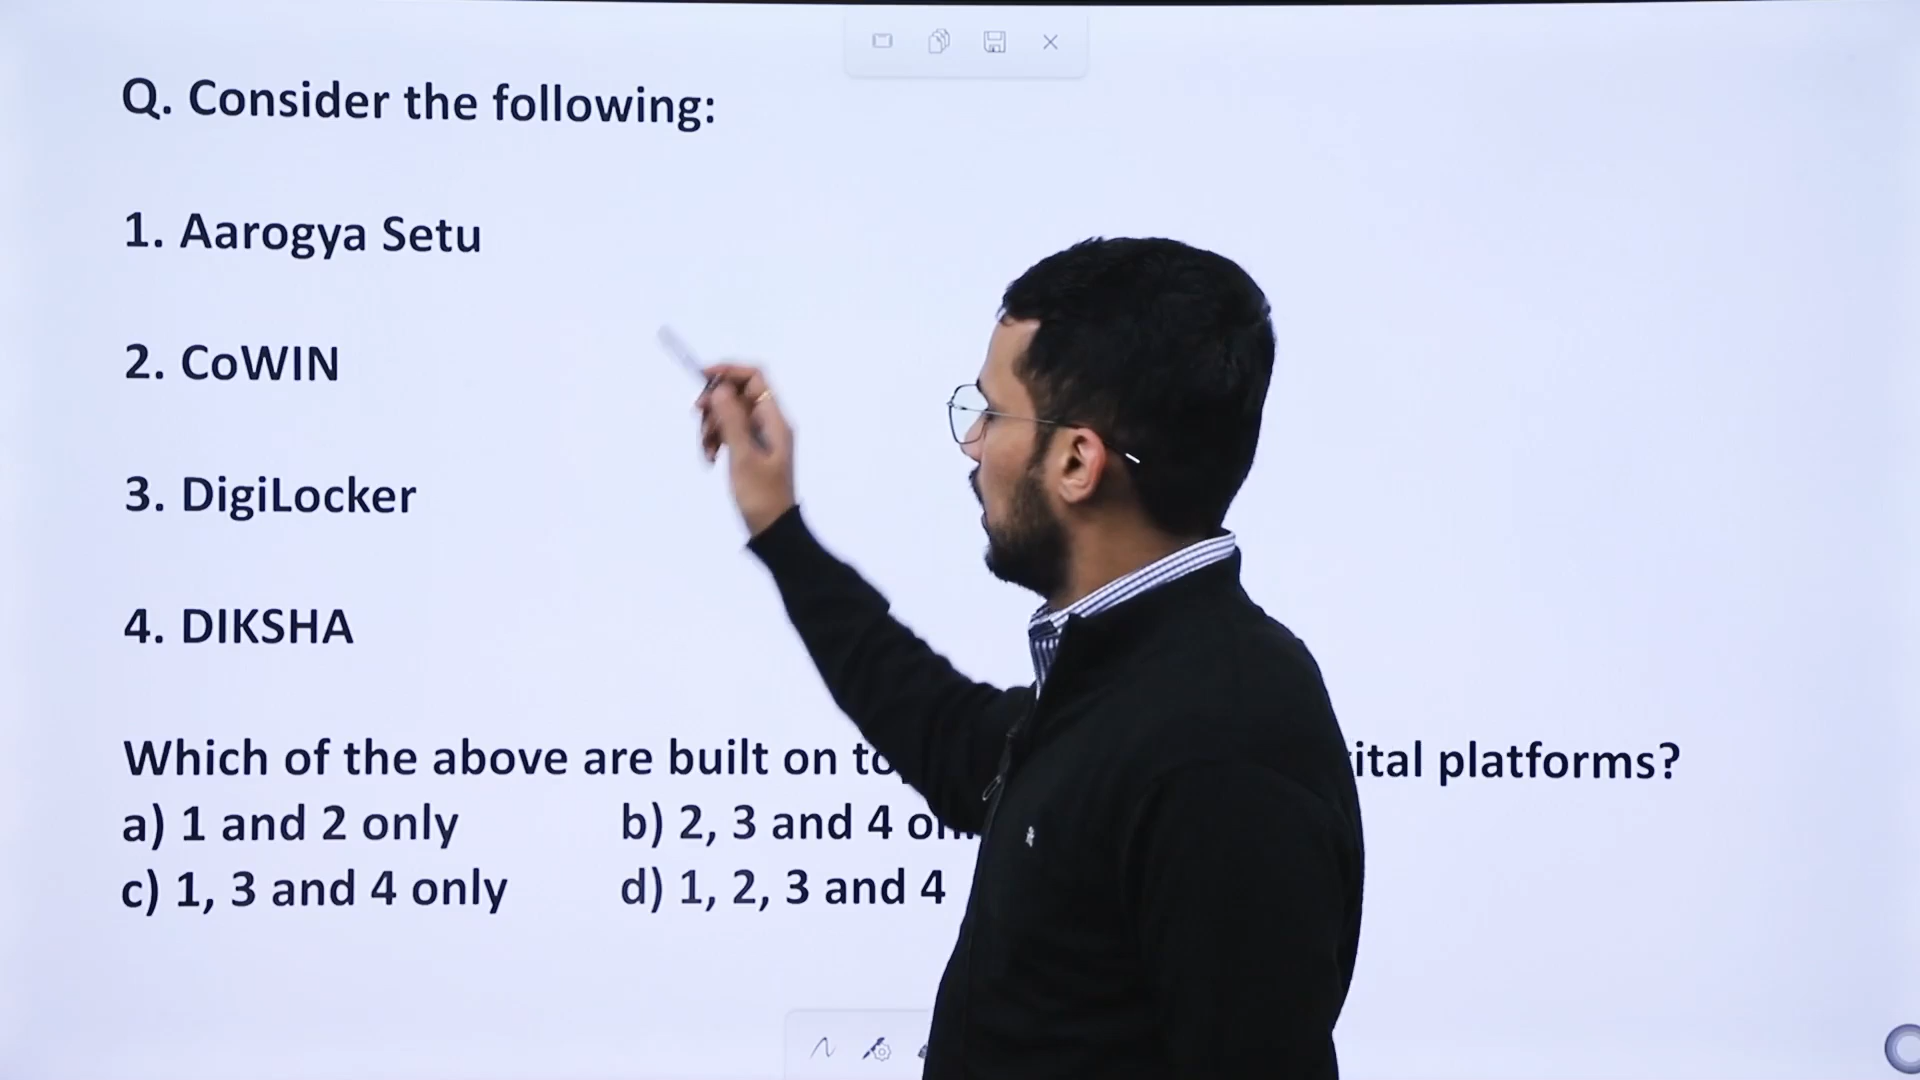 Q. Consider the following:
1. Aarogya Setu
2. CoWIN
3. DigiLocker
4. DIKSHA
Which of the above are built on platforms?
a) 1 and 2 only b) 2, 3 and 4
c) 1, 3 and 4 only d) 1, 2, 3 and 4